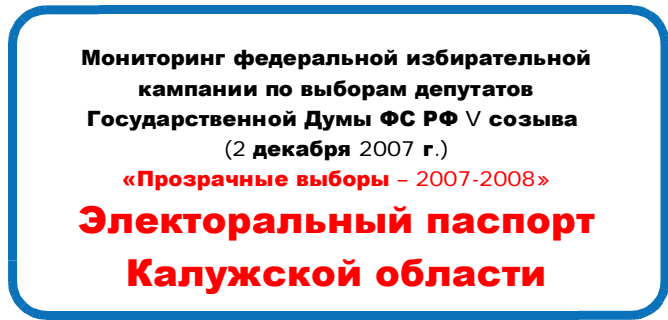 Мониторинг федеральной избирательной
кампании по выборам депутатов
Государственной Думы ФС РФ V созыва
(2 декабря 2007 г.)
«Прозрачные выборы – 2007-2008»
Электоральный паспорт
Калужской области